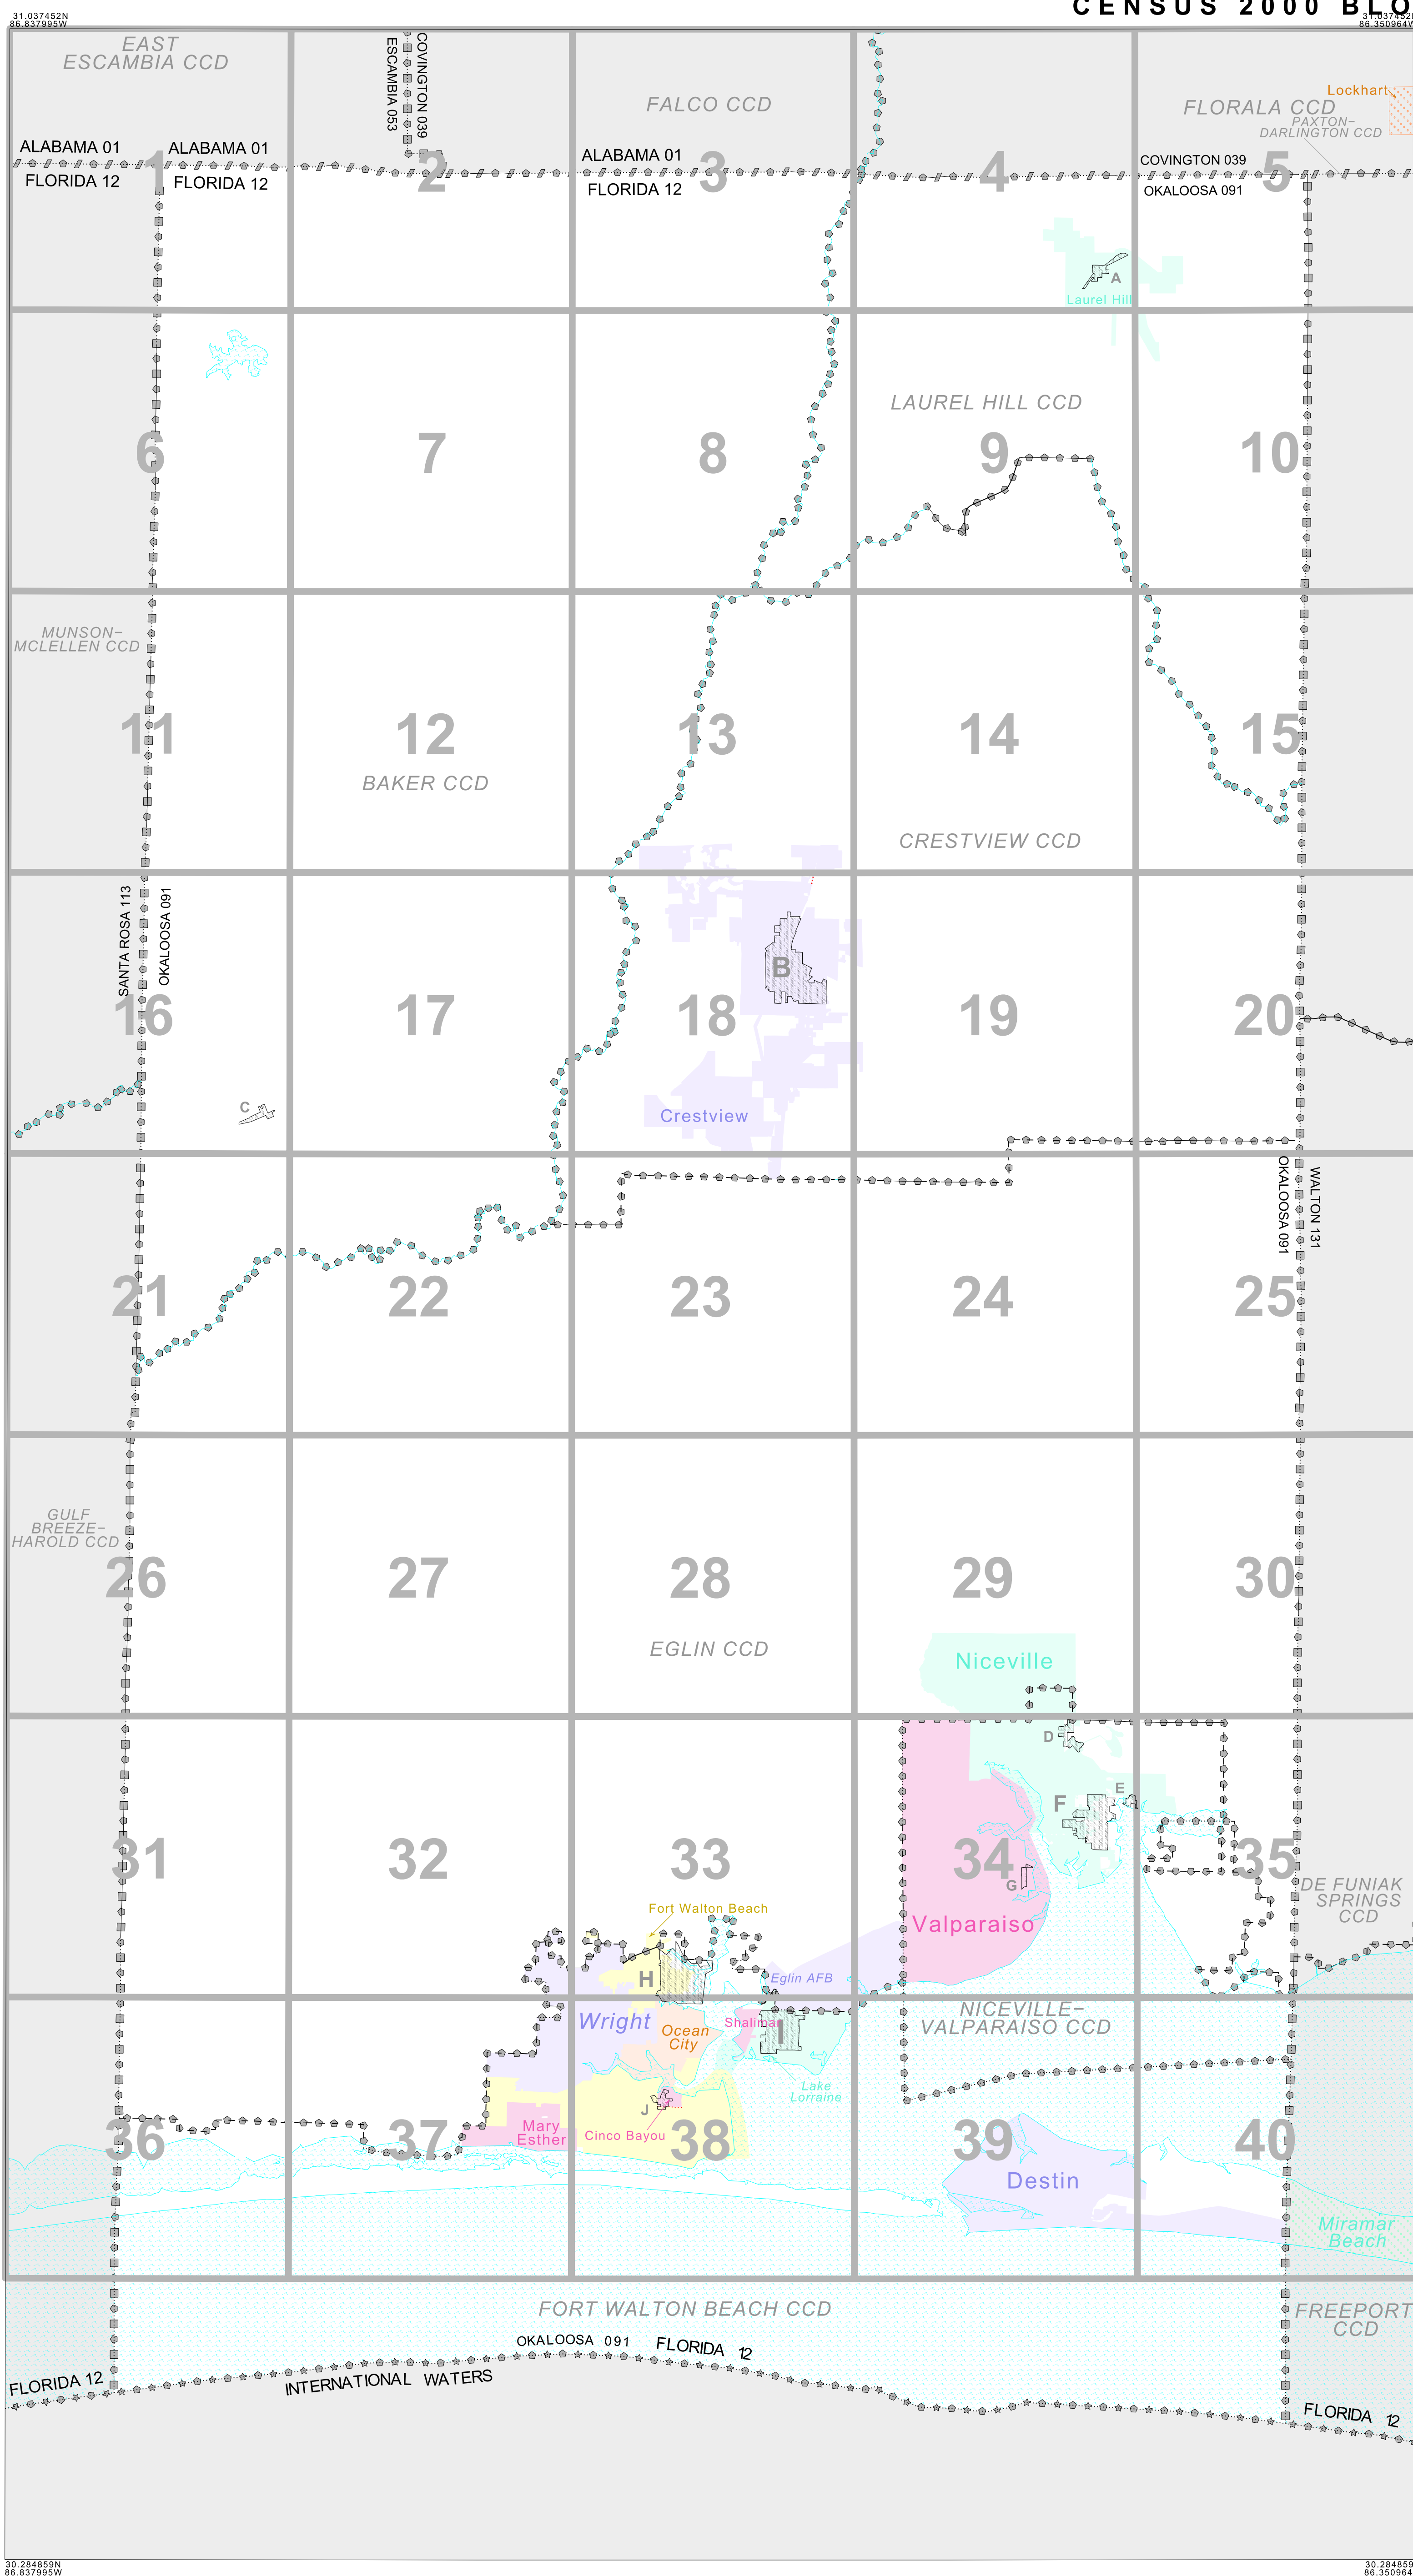 CENSUS 2000 BLO
31.037452N
86.837995W
31.037452N
86.350964W
EAST
ESCAMBIA CCD
ESCAMBIA 053
COVINGTON 039
FALCO CCD
FLORALA CCD
Lockhart
PAXTON-
DARLINGTON CCD
ALABAMA 01
ALABAMA 01
ALABAMA 01
COVINGTON 039
1
2
3
4
5
FLORIDA 12
FLORIDA 12
FLORIDA 12
OKALOOSA 091
A
Laurel Hill
LAUREL HILL CCD
6
7
8
9
10
MUNSON-
MCLELLEN CCD
11
12
13
14
15
BAKER CCD
CRESTVIEW CCD
SANTA ROSA 113
OKALOOSA 091
B
16
17
18
19
20
C
Crestview
OKALOOSA 091
WALTON 131
21
22
23
24
25
GULF
BREEZE-
HAROLD CCD
26
27
28
29
30
EGLIN CCD
Niceville
D
E
F
31
32
33
34
35
G
DE FUNIAK
SPRINGS
CCD
Fort Walton Beach
Valparaiso
H
Eglin AFB
Wright
Ocean
City
Shalimar
I
NICEVILLE-
VALPARAISO CCD
Lake
Lorraine
J
Mary
Esther
Cinco Bayou
36
37
38
39
40
Destin
Miramar
Beach
FORT WALTON BEACH CCD
FREEPORT
CCD
OKALOOSA 091 FLORIDA 12
FLORIDA 12
INTERNATIONAL WATERS
FLORIDA 12
30.284859N
86.837995W
30.284859
86.350964